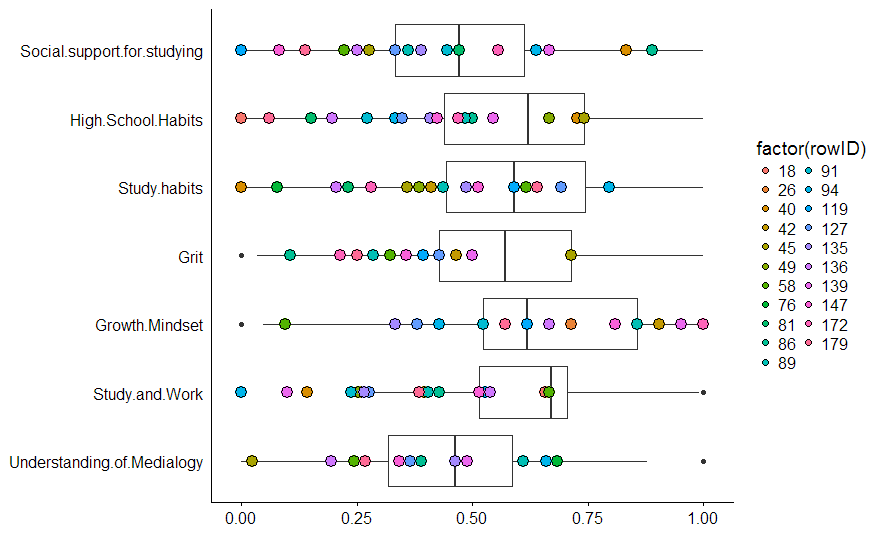 Social.support.for.studying
High.School.Habits
Study.habits
Grit
Growth.Mindset
Study.and.Work
Understanding.of.Medialogy
0.00 0.25 0.50 0.75 1.00
factor(rowID)
18 91
26 94
40 119
42 127
45 135
49 136
58 139
76 147
81 172
86 179
89